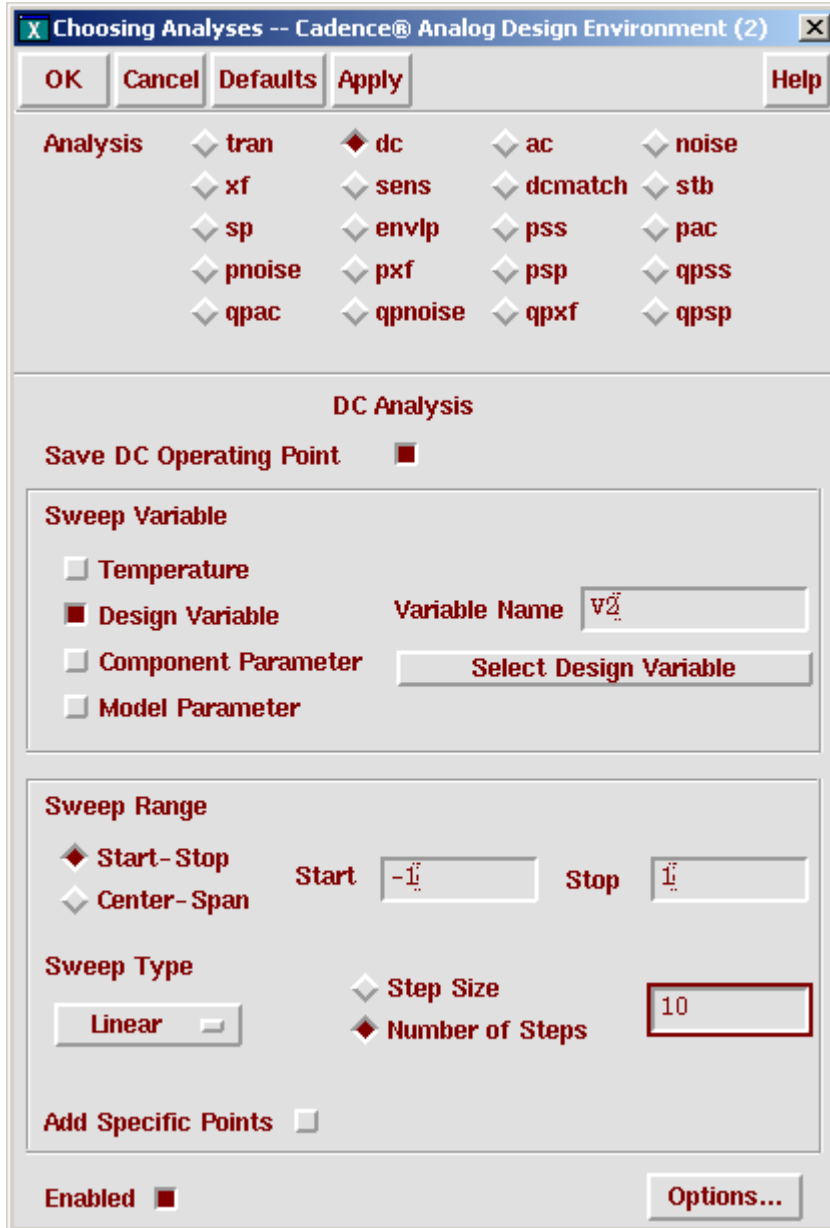 X Choosing Analyses -- Cadence® Analog Design Environment (2)
OK Cancel Defaults Apply Help
Analysis tran dc ac noise
xf sens dcmatch stb
sp envlp pss pac
pnoise pxf psp qpss
qpac qpnoise qpxf qpsp
DC Analysis
Save DC Operating Point
Sweep Variable
Temperature
Design Variable Variable Name v2
Component Parameter Select Design Variable
Model Parameter
Sweep Range
Start-Stop Start -1 Stop 1
Center-Span
Sweep Type Step Size
Linear Number of Steps 10
Add Specific Points
Enabled Options...